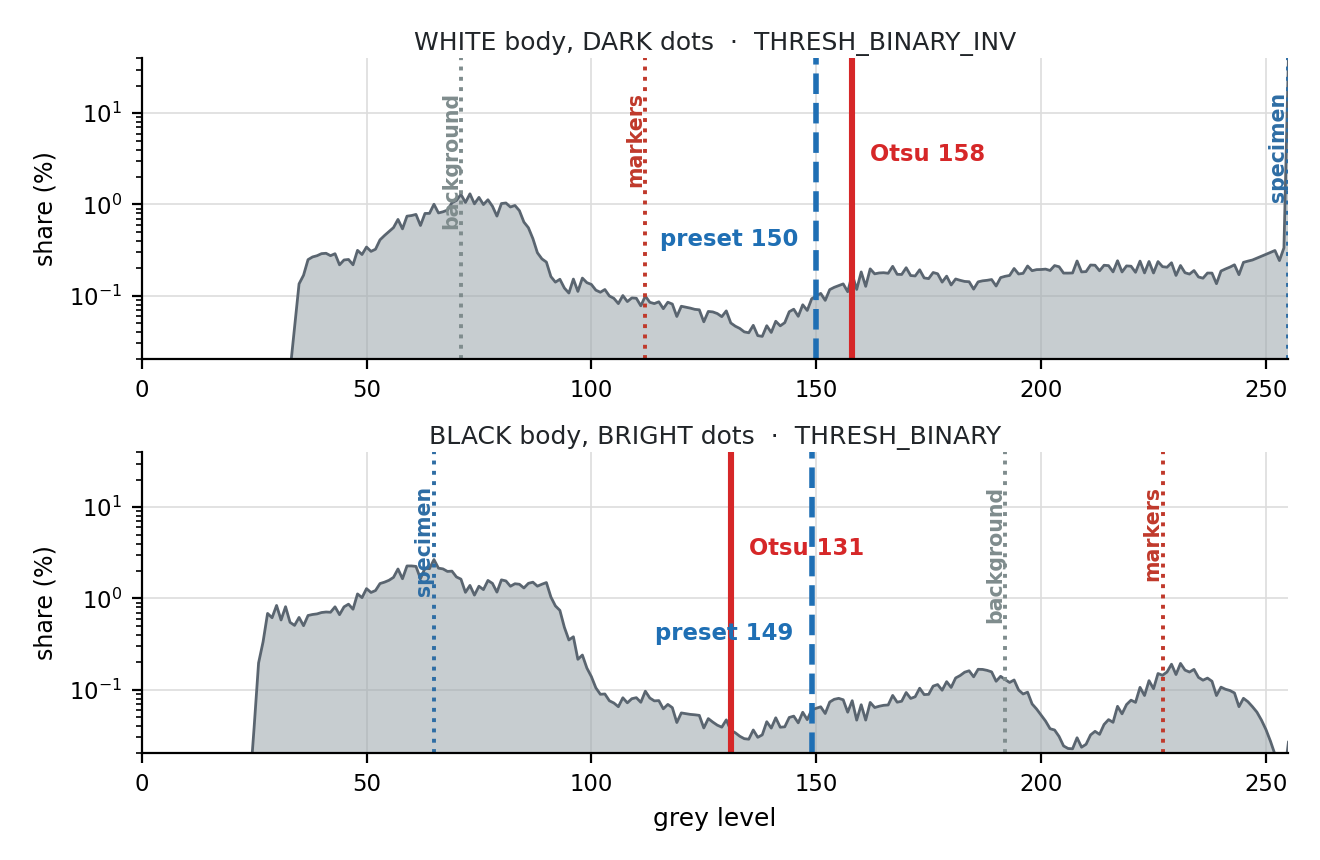 WHITE body, DARK dots · THRESH_BINARY_INV
share (%)
10¹
10⁰
10⁻¹
background
markers
preset 150
Otsu 158
specimen
0 50 100 150 200 250
BLACK body, BRIGHT dots · THRESH_BINARY
share (%)
10¹
10⁰
10⁻¹
specimen
Otsu 131
preset 149
background
markers
0 50 100 150 200 250
grey level